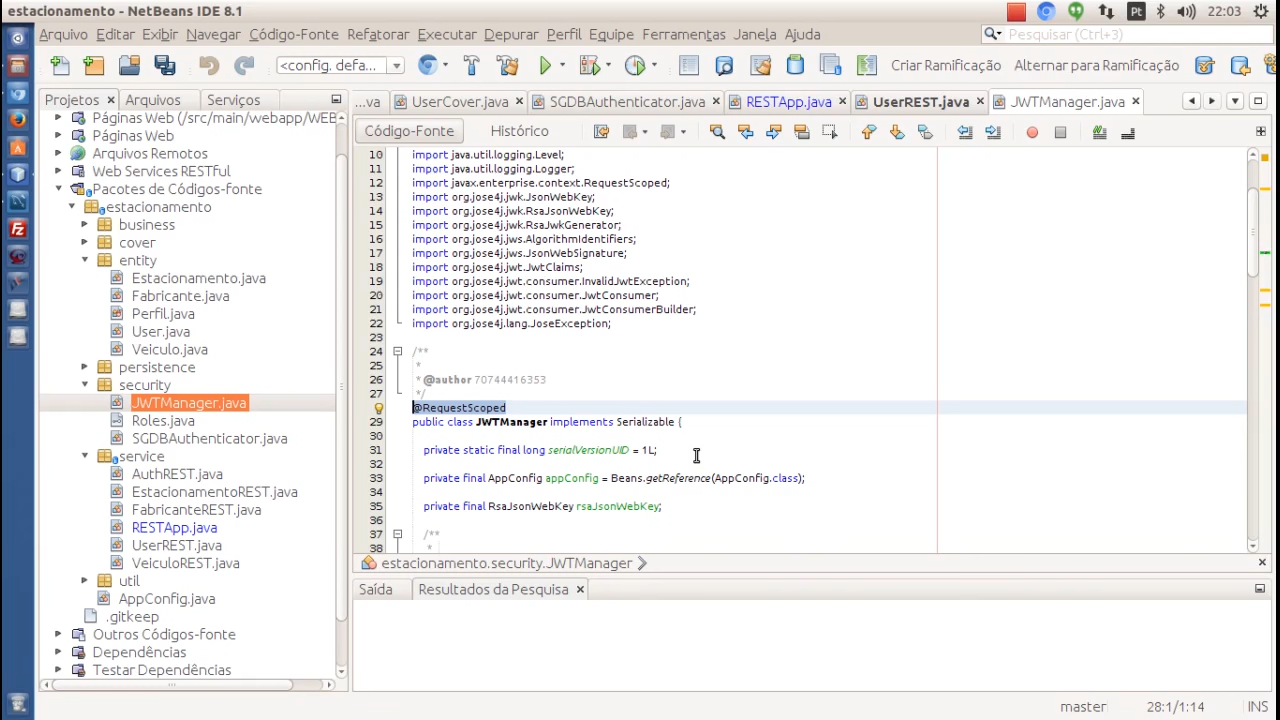 estacionamento - NetBeans IDE 8.1
Pt
22:03
Arquivo Editar Exibir Navegar Código-Fonte Refatorar Executar Depurar Perfil Equipe Ferramentas Janela Ajuda
Pesquisar (Ctrl+3)
<config. defa...
Criar Ramificação
Alternar para Ramificação
Projetos Arquivos Serviços
...va UserCover.java SGDBAuthenticator.java RESTApp.java UserREST.java JWTManager.java
Código-Fonte Histórico
Páginas Web (/src/main/webapp/WEB
Páginas Web
Arquivos Remotos
Web Services RESTful
Pacotes de Códigos-fonte
estacionamento
business
cover
entity
Estacionamento.java
Fabricante.java
Perfil.java
User.java
Veiculo.java
persistence
security
JWTManager.java
Roles.java
SGDBAuthenticator.java
service
AuthREST.java
EstacionamentoREST.java
FabricanteREST.java
RESTApp.java
UserREST.java
VeiculoREST.java
util
AppConfig.java
.gitkeep
Outros Códigos-fonte
Dependências
Testar Dependências
10 import java.util.logging.Level;
11 import java.util.logging.Logger;
12 import javax.enterprise.context.RequestScoped;
13 import org.jose4j.jwk.JsonWebKey;
14 import org.jose4j.jwk.RsaJsonWebKey;
15 import org.jose4j.jwk.RsaJwkGenerator;
16 import org.jose4j.jws.AlgorithmIdentifiers;
17 import org.jose4j.jws.JsonWebSignature;
18 import org.jose4j.jwt.JwtClaims;
19 import org.jose4j.jwt.consumer.InvalidJwtException;
20 import org.jose4j.jwt.consumer.JwtConsumer;
21 import org.jose4j.jwt.consumer.JwtConsumerBuilder;
22 import org.jose4j.lang.JoseException;
23
24 /**
25 *
26 * @author 70744416353
27 */
@RequestScoped
29 public class JWTManager implements Serializable {
30
31 private static final long serialVersionUID = 1L;
32
33 private final AppConfig appConfig = Beans.getReference(AppConfig.class);
34
35 private final RsaJsonWebKey rsaJsonWebKey;
36
37 /**
38 *
estacionamento.security.JWTManager
Saída Resultados da Pesquisa
master 28:1/1:14 INS